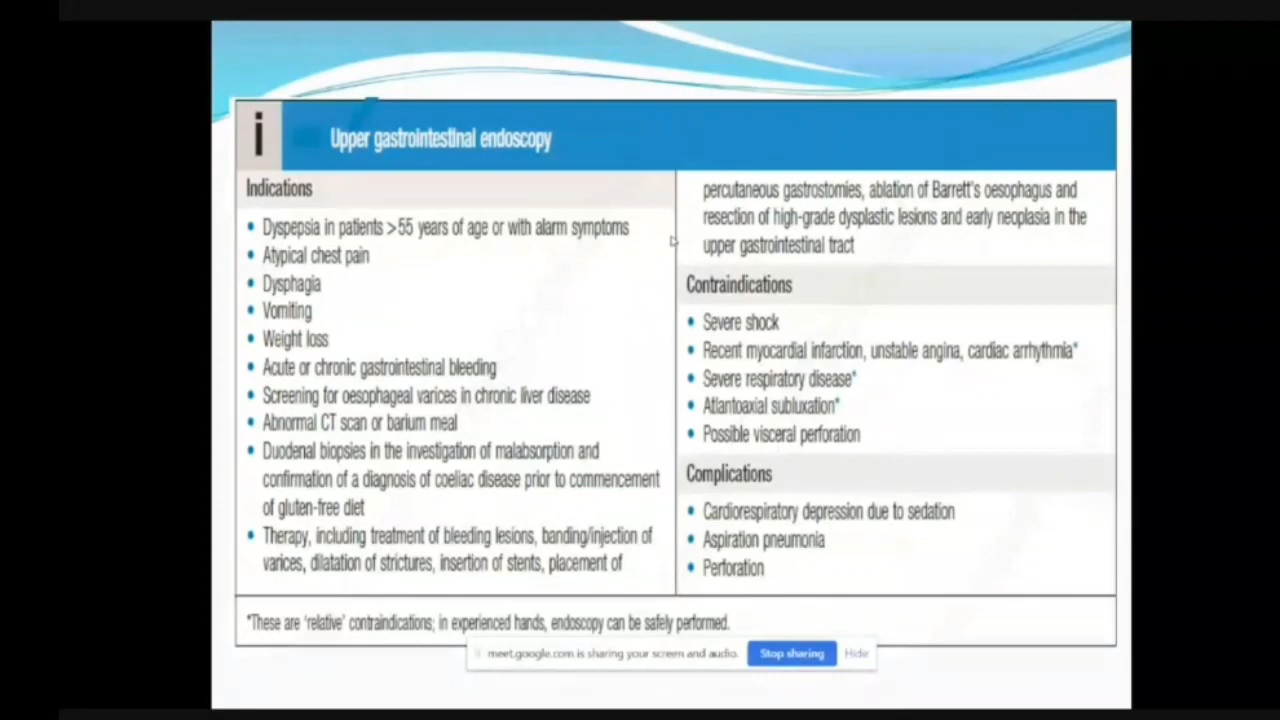 i
Upper gastrointestinal endoscopy
Indications
• Dyspepsia in patients >55 years of age or with alarm symptoms
• Atypical chest pain
• Dysphagia
• Vomiting
• Weight loss
• Acute or chronic gastrointestinal bleeding
• Screening for oesophageal varices in chronic liver disease
• Abnormal CT scan or barium meal
• Duodenal biopsies in the investigation of malabsorption and
confirmation of a diagnosis of coeliac disease prior to commencement
of gluten-free diet
• Therapy, including treatment of bleeding lesions, banding/injection of
varices, dilatation of strictures, insertion of stents, placement of
percutaneous gastrostomies, ablation of Barrett's oesophagus and
resection of high-grade dysplastic lesions and early neoplasia in the
upper gastrointestinal tract
Contraindications
• Severe shock
• Recent myocardial infarction, unstable angina, cardiac arrhythmia*
• Severe respiratory disease*
• Atlantoaxial subluxation*
• Possible visceral perforation
Complications
• Cardiorespiratory depression due to sedation
• Aspiration pneumonia
• Perforation
*These are 'relative' contraindications; in experienced hands, endoscopy can be safely performed.
meet.google.com is sharing your screen and audio. Stop sharing Hide